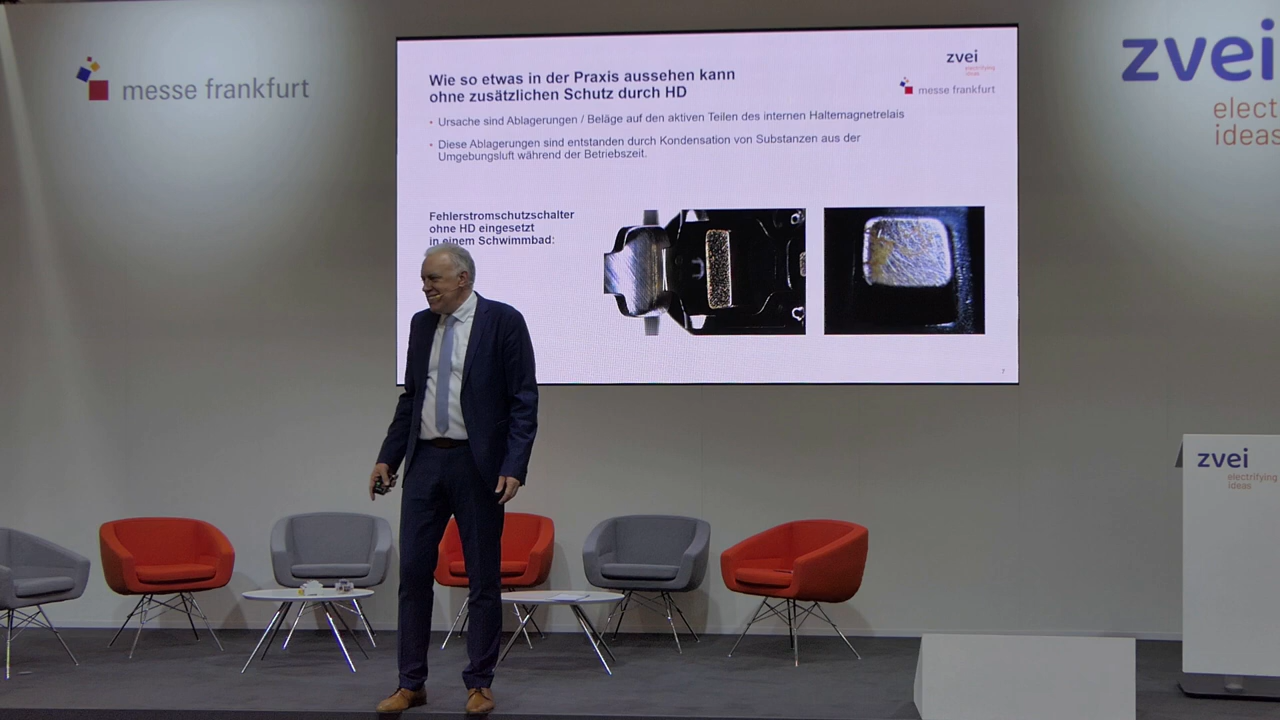 messe frankfurt
Wie so etwas in der Praxis aussehen kann
ohne zusätzlichen Schutz durch HD
zvei
electrifying
ideas
messe frankfurt
• Ursache sind Ablagerungen / Beläge auf den aktiven Teilen des internen Haltemagnetrelais
• Diese Ablagerungen sind entstanden durch Kondensation von Substanzen aus der
Umgebungsluft während der Betriebszeit.
Fehlerstromschutzschalter
ohne HD eingesetzt
in einem Schwimmbad:
7
zvei
elect
ideas
zvei
electrifying
ideas